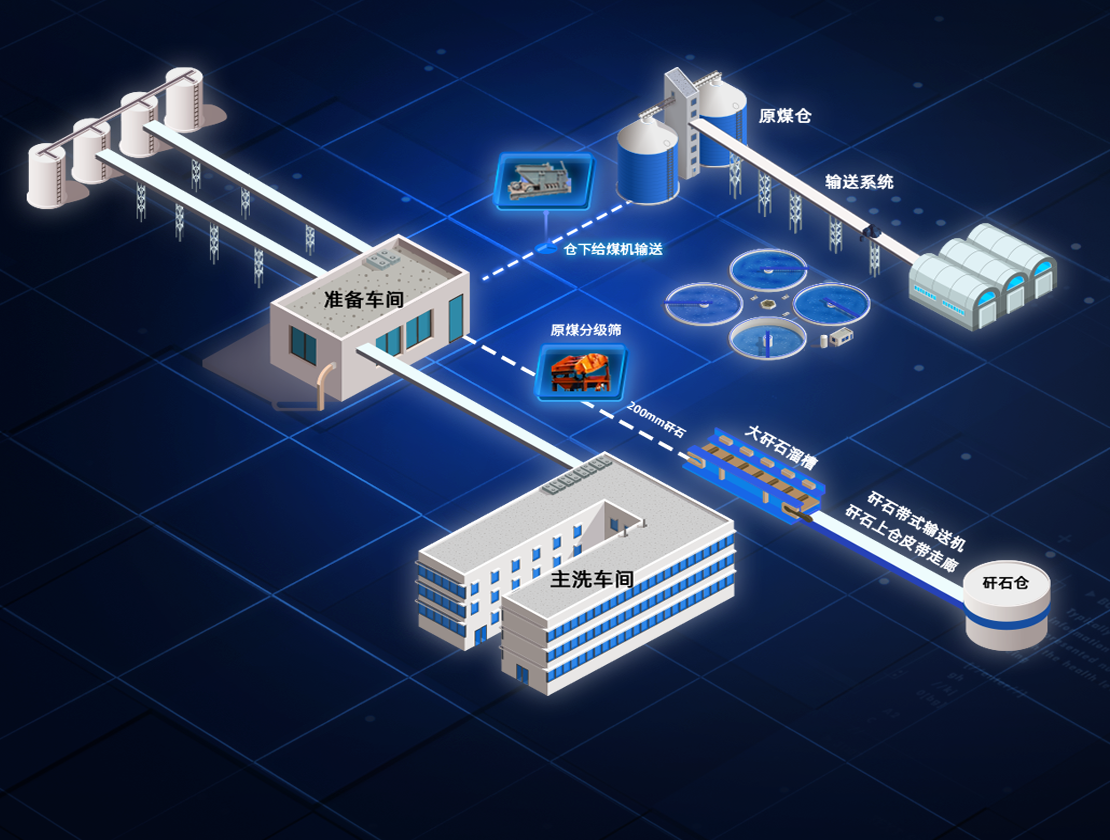 原煤仓
输送系统
仓下给煤机输送
准备车间
原煤分级筛
200mm矸石
大矸石溜槽
矸石带式输送机
矸石上仓皮带走廊
主洗车间
矸石仓